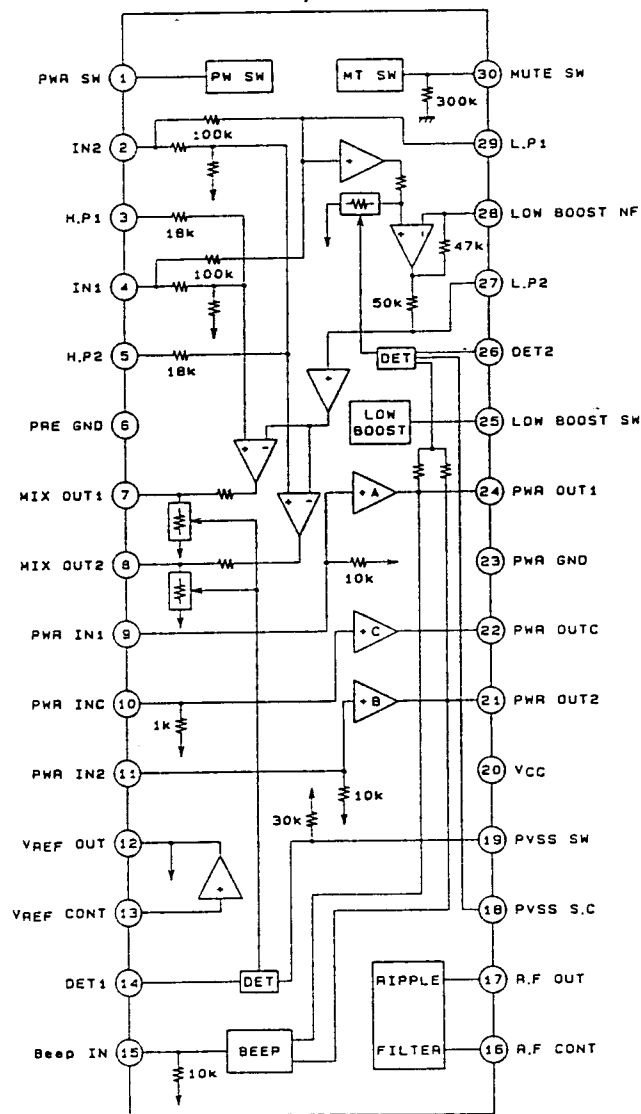 PWR SW 1 PW SW MT SW 30 MUTE SW
300k
100k
IN2 2 29 L.P1
+
H.P1 3 28 LOW BOOST NF
18k + − 47k
100k
IN1 4 27 L.P2
50k
H.P2 5 DET 26 DET2
18k
+
PRE GND 6 LOW BOOST 25 LOW BOOST SW
+ −
MIX OUT1 7 + − + A 24 PWR OUT1
MIX OUT2 8 10k 23 PWR GND
PWR IN1 9 + C 22 PWR OUTC
PWR INC 10 + B 21 PWR OUT2
1k
PWR IN2 11 20 VCC
10k
30k
VREF OUT 12 19 PVSS SW
+
VREF CONT 13 18 PVSS S.C
DET1 14 DET RIPPLE 17 R.F OUT
Beep IN 15 BEEP FILTER 16 R.F CONT
10k